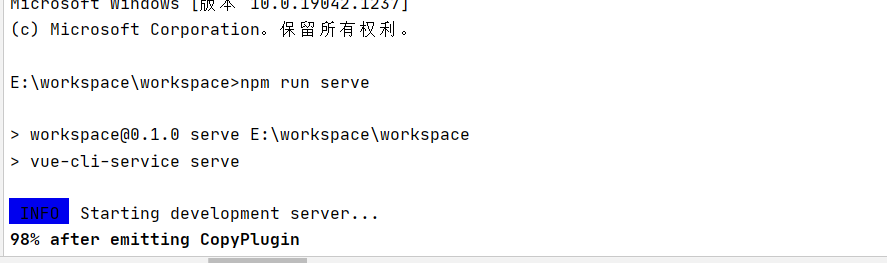 Microsoft Windows [版本 10.0.19042.1237]
(c) Microsoft Corporation。保留所有权利。
E:\workspace\workspace>npm run serve
> workspace@0.1.0 serve E:\workspace\workspace
> vue-cli-service serve
INFO Starting development server...
98% after emitting CopyPlugin